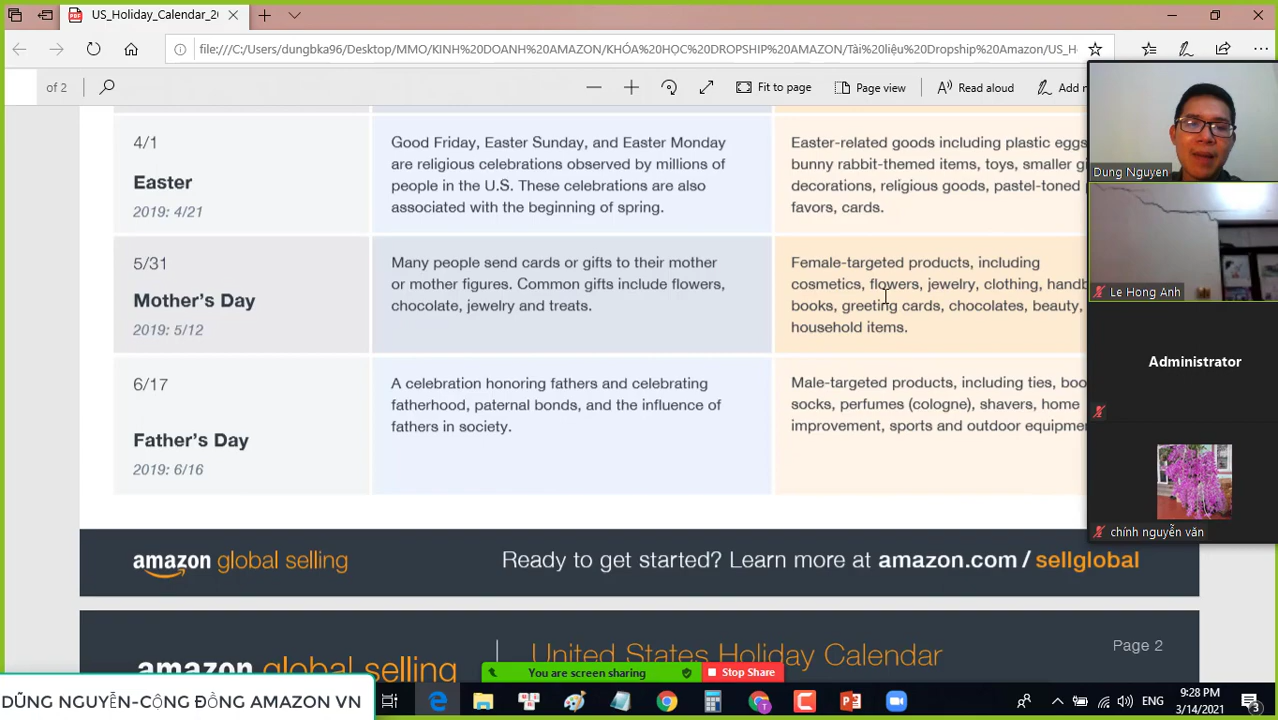 US_Holiday_Calendar_20
file:///C:/Users/dungbka96/Desktop/MMO/KINH%20DOANH%20AMAZON/KHÓA%20HỌC%20DROPSHIP%20AMAZON/Tài%20liệu%20Dropship%20Amazon/US_H
of 2
Fit to page
Page view
Read aloud
Add n
4/1
Easter
2019: 4/21
Good Friday, Easter Sunday, and Easter Monday
are religious celebrations observed by millions of
people in the U.S. These celebrations are also
associated with the beginning of spring.
Easter-related goods including plastic eggs
bunny rabbit-themed items, toys, smaller gi
decorations, religious goods, pastel-toned
favors, cards.
5/31
Mother's Day
2019: 5/12
Many people send cards or gifts to their mother
or mother figures. Common gifts include flowers,
chocolate, jewelry and treats.
Female-targeted products, including
cosmetics, flowers, jewelry, clothing, handb
books, greeting cards, chocolates, beauty,
household items.
6/17
Father's Day
2019: 6/16
A celebration honoring fathers and celebrating
fatherhood, paternal bonds, and the influence of
fathers in society.
Male-targeted products, including ties, boo
socks, perfumes (cologne), shavers, home
improvement, sports and outdoor equipme
amazon global selling
Ready to get started? Learn more at amazon.com/sellglobal
amazon global selling
United States Holiday Calendar
Page 2
Dung Nguyen
Le Hong Anh
Administrator
chính nguyễn văn
You are screen sharing
Stop Share
DŨNG NGUYỄN-CỘNG ĐỒNG AMAZON VN
ENG
9:28 PM
3/14/2021
3